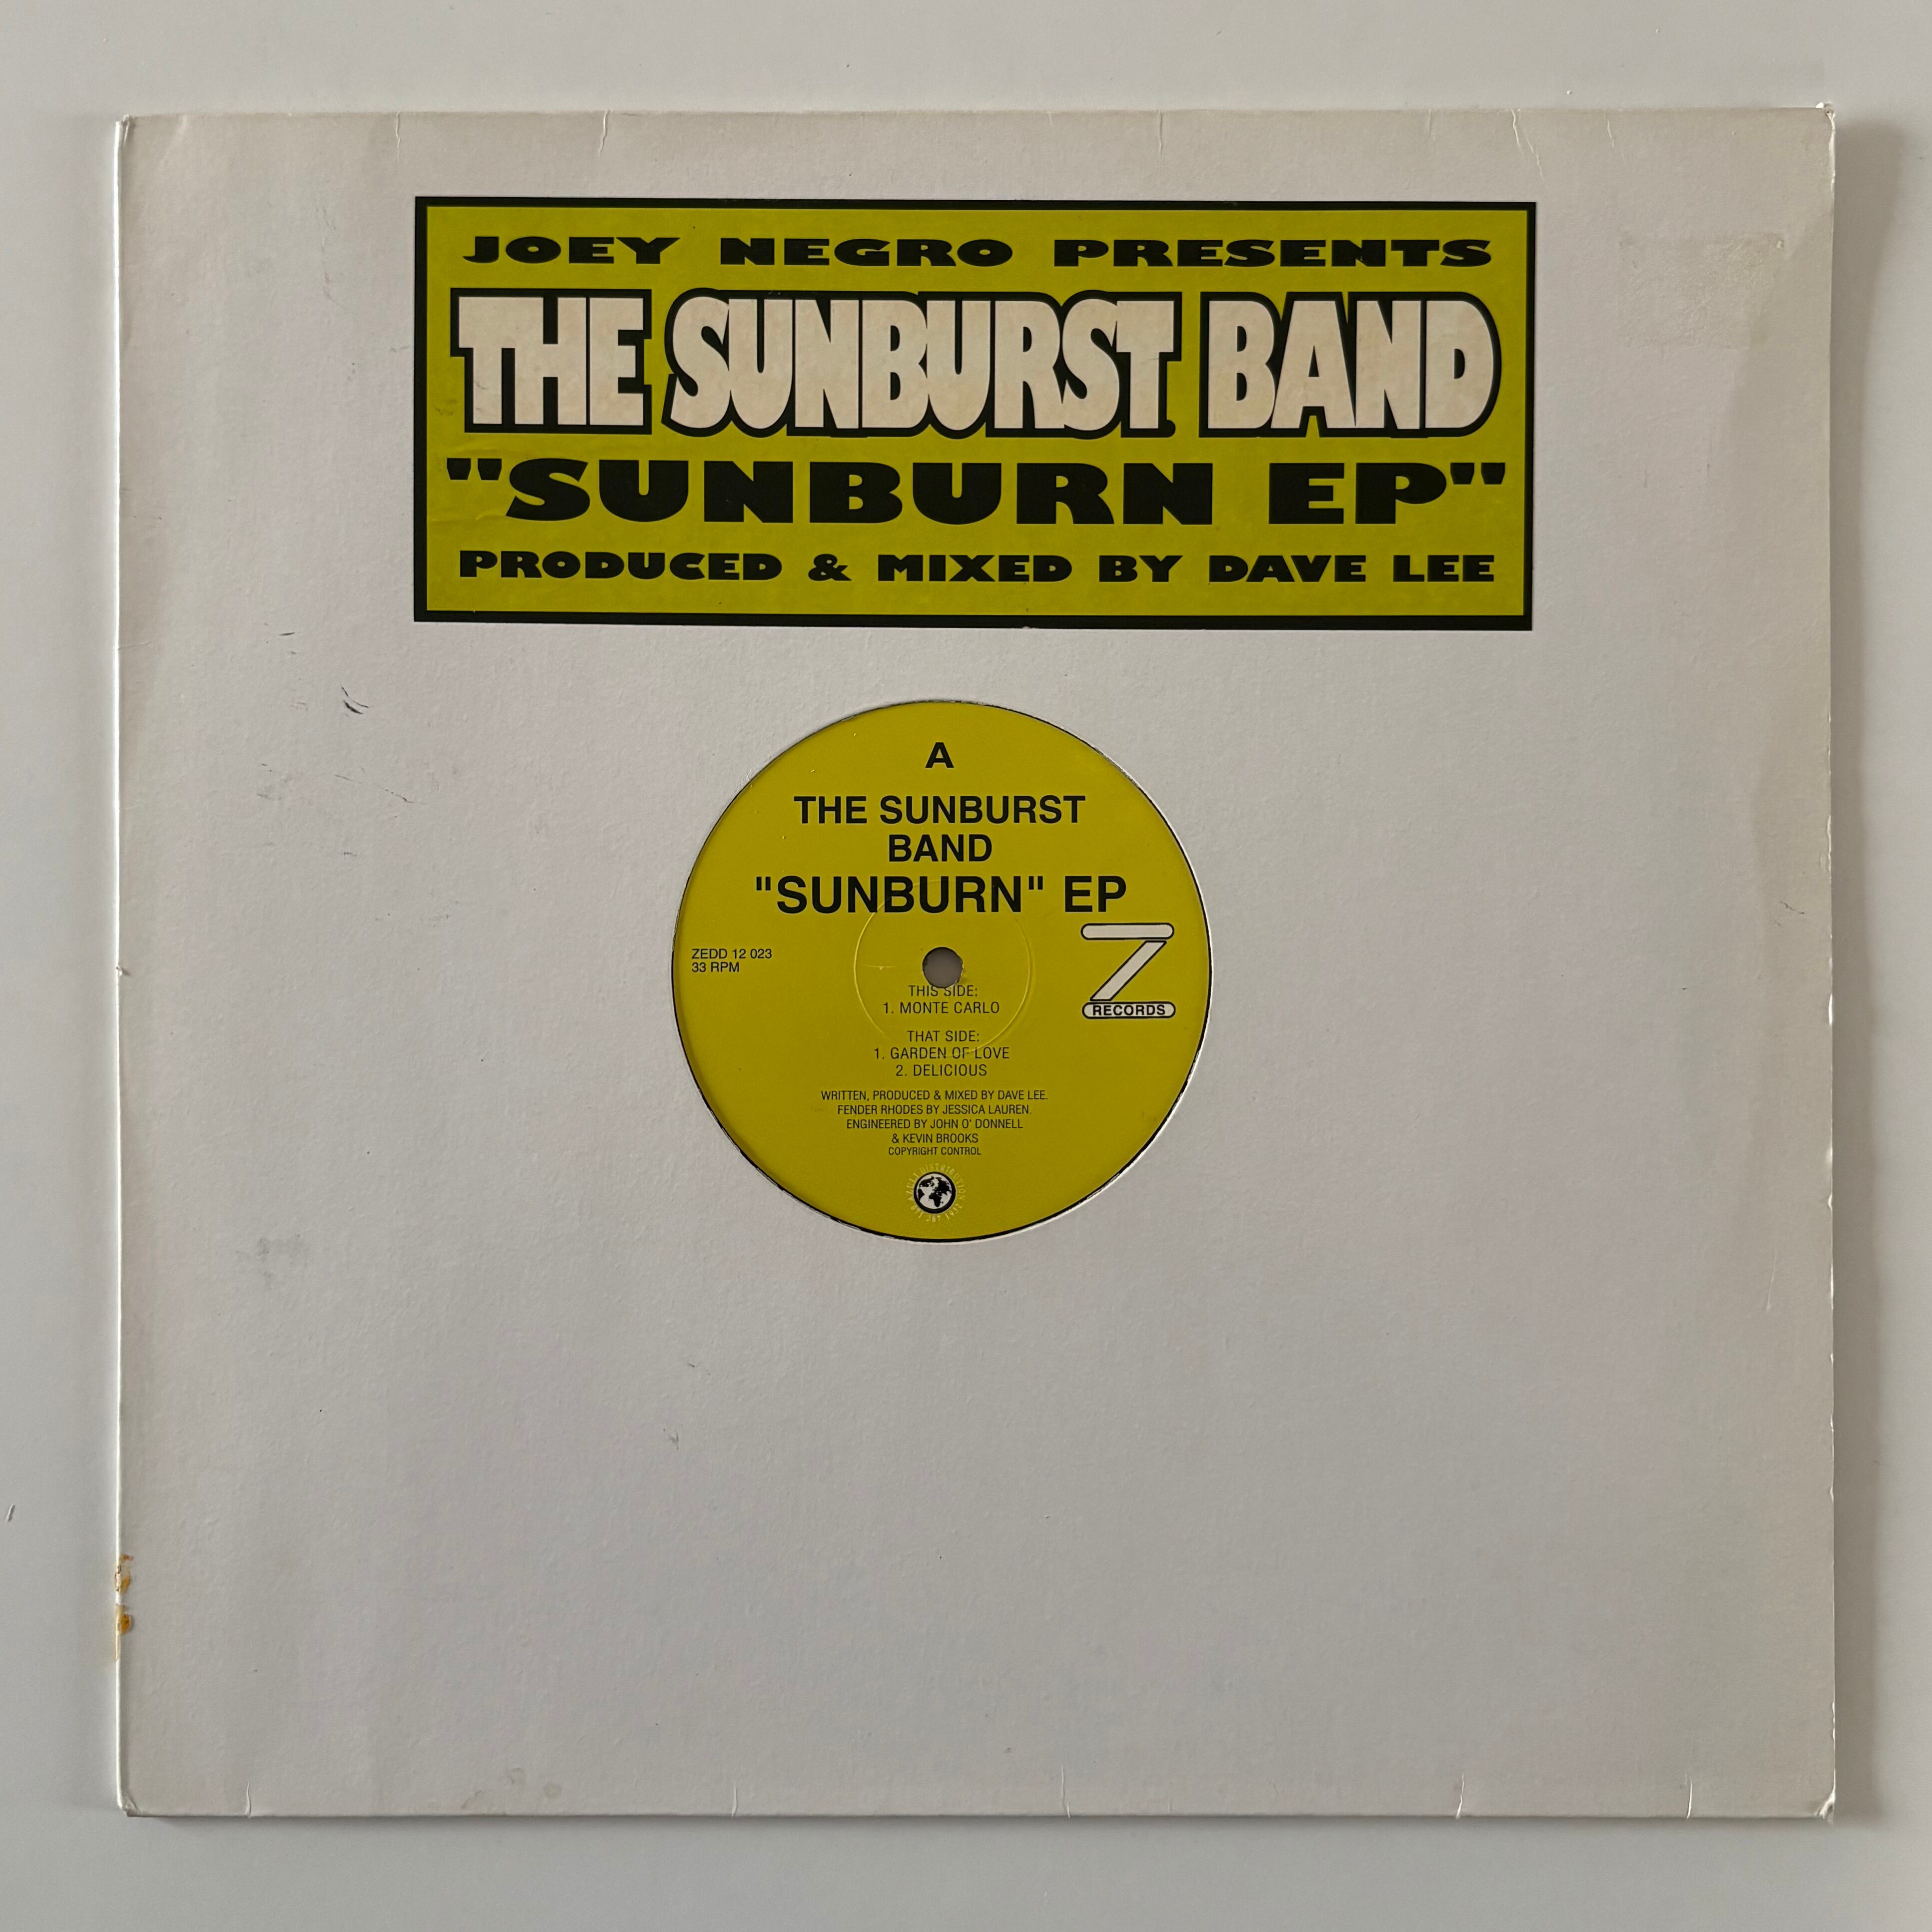 JOEY NEGRO PRESENTS
THE SUNBURST BAND
"SUNBURN EP"
PRODUCED & MIXED BY DAVE LEE
A
THE SUNBURST
BAND
"SUNBURN" EP
ZEDD 12 023
33 RPM
Z
RECORDS
THIS SIDE:
1. MONTE CARLO
THAT SIDE:
1. GARDEN OF LOVE
2. DELICIOUS
WRITTEN, PRODUCED & MIXED BY DAVE LEE.
FENDER RHODES BY JESSICA LAUREN.
ENGINEERED BY JOHN O' DONNELL
& KEVIN BROOKS
COPYRIGHT CONTROL